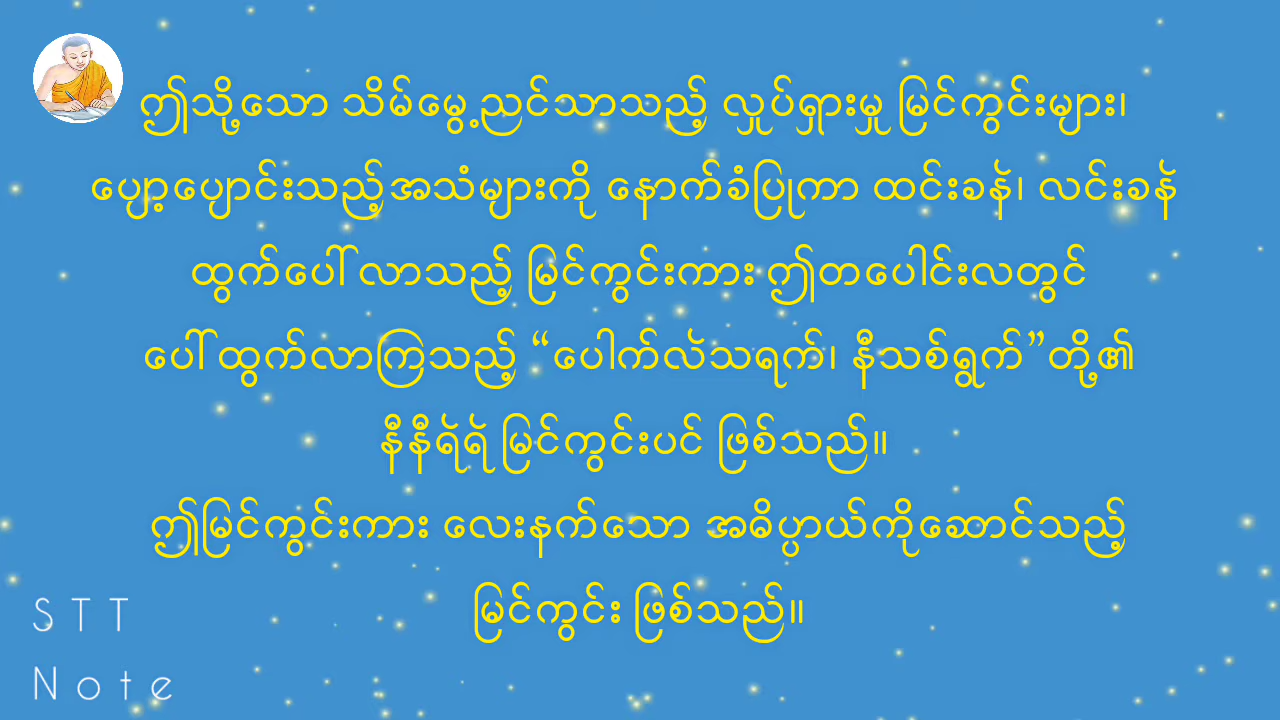 ဤသို့သော သိမ်မွေ့ညင်သာသည့် လှုပ်ရှားမှု မြင်ကွင်းများ၊
ပျော့ပျောင်းသည့်အသံများကို နောက်ခံပြုကာ ထင်းခနဲ၊ လင်းခနဲ
ထွက်ပေါ်လာသည့် မြင်ကွင်းကား ဤတပေါင်းလတွင်
ပေါ်ထွက်လာကြသည့် “ပေါက်လဲသရက်၊ နီသစ်ရွက်”တို့၏
နီနီရဲရဲ မြင်ကွင်းပင် ဖြစ်သည်။
ဤမြင်ကွင်းကား လေးနက်သော အဓိပ္ပာယ်ကိုဆောင်သည့်
မြင်ကွင်း ဖြစ်သည်။
STT
Note